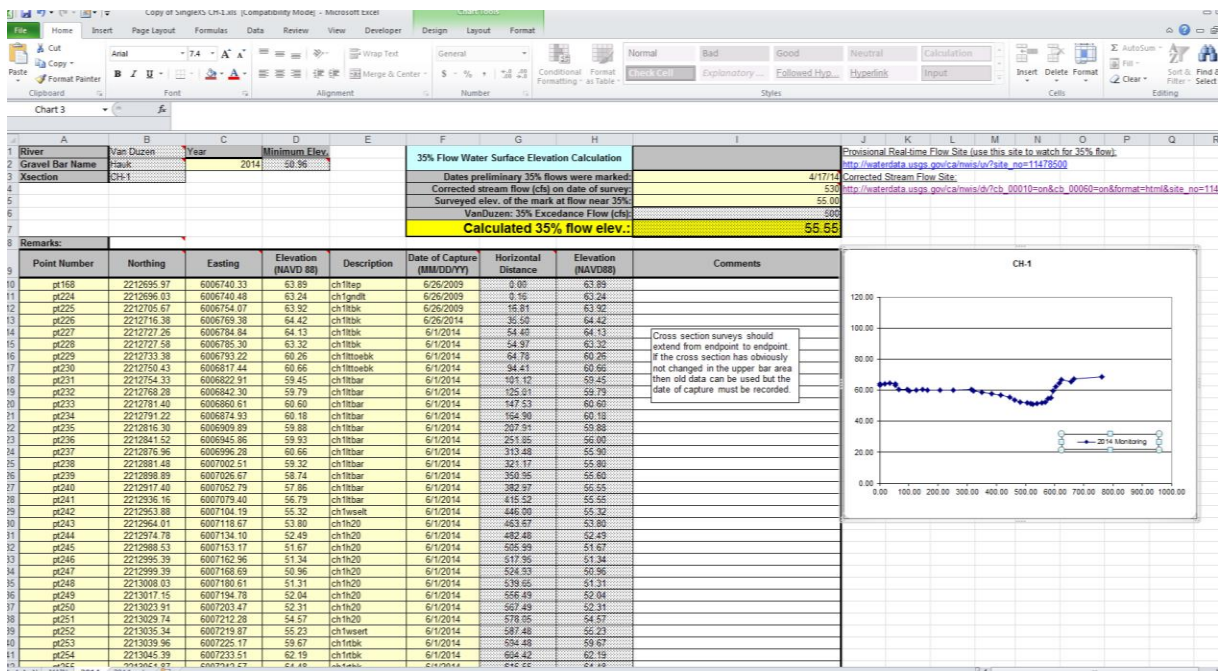 Copy of SingleXS CH-1.xls [Compatibility Mode] - Microsoft Excel
Chart Tools
File Home Insert Page Layout Formulas Data Review View Developer Design Layout Format
Cut
Copy
Format Painter
Paste
Clipboard
Arial 7.4
Font
Wrap Text
Merge & Center
Alignment
General
Number
Conditional Formatting
Format as Table
Normal Bad Good Neutral Calculation
Check Cell Explanatory ... Followed Hyp... Hyperlink Input
Styles
Insert Delete Format
Cells
AutoSum
Fill
Clear
Sort & Filter
Find & Select
Editing
Chart 3
A B C D E F G H I J K L M N O P Q R
River Van Duzen Year Minimum Elev.
Gravel Bar Name Hauk 2014 50.96
Xsection CH-1
35% Flow Water Surface Elevation Calculation
Dates preliminary 35% flows were marked: 4/17/14
Corrected stream flow (cfs) on date of survey: 530
Surveyed elev. of the mark at flow near 35%: 55.00
VanDuzen: 35% Excedance Flow (cfs): 500
Calculated 35% flow elev.: 55.55
Provisional Real-time Flow Site (use this site to watch for 35% flow):
http://waterdata.usgs.gov/ca/nwis/uv?site_no=11478500
Corrected Stream Flow Site:
http://waterdata.usgs.gov/ca/nwis/dv?cb_00010=on&cb_00060=on&format=html&site_no=114
Remarks:
Point Number Northing Easting Elevation (NAVD 88) Description Date of Capture (MM/DD/YY) Horizontal Distance Elevation (NAVD88) Comments
pt168 2212695.97 6006740.33 63.89 ch1ltep 6/26/2009 0.00 63.89
pt224 2212696.03 6006740.48 63.24 ch1gndlt 6/26/2009 0.16 63.24
pt225 2212705.67 6006754.07 63.92 ch1ltbk 6/26/2009 16.81 63.92
pt226 2212716.38 6006769.38 64.42 ch1ltbk 6/26/2014 35.50 64.42
pt227 2212727.26 6006784.84 64.13 ch1ltbk 6/1/2014 54.40 64.13
pt228 2212727.58 6006785.30 63.32 ch1ltbk 6/1/2014 54.97 63.32
pt229 2212733.38 6006793.22 60.26 ch1lttoebk 6/1/2014 64.78 60.26
pt230 2212750.43 6006817.44 60.66 ch1lttoebk 6/1/2014 94.41 60.66
pt231 2212754.33 6006822.91 59.45 ch1ltbar 6/1/2014 101.12 59.45
pt232 2212768.28 6006842.30 59.79 ch1ltbar 6/1/2014 125.01 59.79
pt233 2212781.40 6006860.61 60.60 ch1ltbar 6/1/2014 147.53 60.60
pt234 2212791.22 6006874.93 60.18 ch1ltbar 6/1/2014 164.90 60.18
pt235 2212816.30 6006909.89 59.88 ch1ltbar 6/1/2014 207.91 59.88
pt236 2212841.52 6006945.86 59.93 ch1ltbar 6/1/2014 251.85 56.00
pt237 2212876.96 6006996.28 60.66 ch1ltbar 6/1/2014 313.48 55.90
pt238 2212881.48 6007002.51 59.32 ch1ltbar 6/1/2014 321.17 55.80
pt239 2212898.89 6007026.67 58.74 ch1ltbar 6/1/2014 350.95 55.60
pt240 2212917.40 6007052.79 57.86 ch1ltbar 6/1/2014 382.97 55.55
pt241 2212936.16 6007079.40 56.79 ch1ltbar 6/1/2014 415.52 55.55
pt242 2212953.88 6007104.19 55.32 ch1wselt 6/1/2014 446.00 55.32
pt243 2212964.01 6007118.67 53.80 ch1h20 6/1/2014 463.67 53.80
pt244 2212974.78 6007134.10 52.49 ch1h20 6/1/2014 482.48 52.49
pt245 2212988.53 6007153.17 51.67 ch1h20 6/1/2014 505.99 51.67
pt246 2212995.39 6007162.96 51.34 ch1h20 6/1/2014 517.95 51.34
pt247 2212999.39 6007168.69 50.96 ch1h20 6/1/2014 524.93 50.96
pt248 2213008.03 6007180.61 51.31 ch1h20 6/1/2014 539.65 51.31
pt249 2213017.15 6007194.78 52.04 ch1h20 6/1/2014 556.49 52.04
pt250 2213023.91 6007203.47 52.31 ch1h20 6/1/2014 567.49 52.31
pt251 2213029.74 6007212.28 54.57 ch1h20 6/1/2014 578.05 54.57
pt252 2213035.34 6007219.87 55.23 ch1wsert 6/1/2014 587.48 55.23
pt253 2213039.96 6007225.17 59.67 ch1rtbk 6/1/2014 594.48 59.67
pt254 2213045.39 6007233.51 62.19 ch1rtbk 6/1/2014 604.42 62.19
Cross section surveys should
extend from endpoint to endpoint.
If the cross section has obviously
not changed in the upper bar area
then old data can be used but the
date of capture must be recorded.
CH-1
120.00
100.00
80.00
60.00
40.00
20.00
0.00
2014 Monitoring
0.00 100.00 200.00 300.00 400.00 500.00 600.00 700.00 800.00 900.00 1000.00